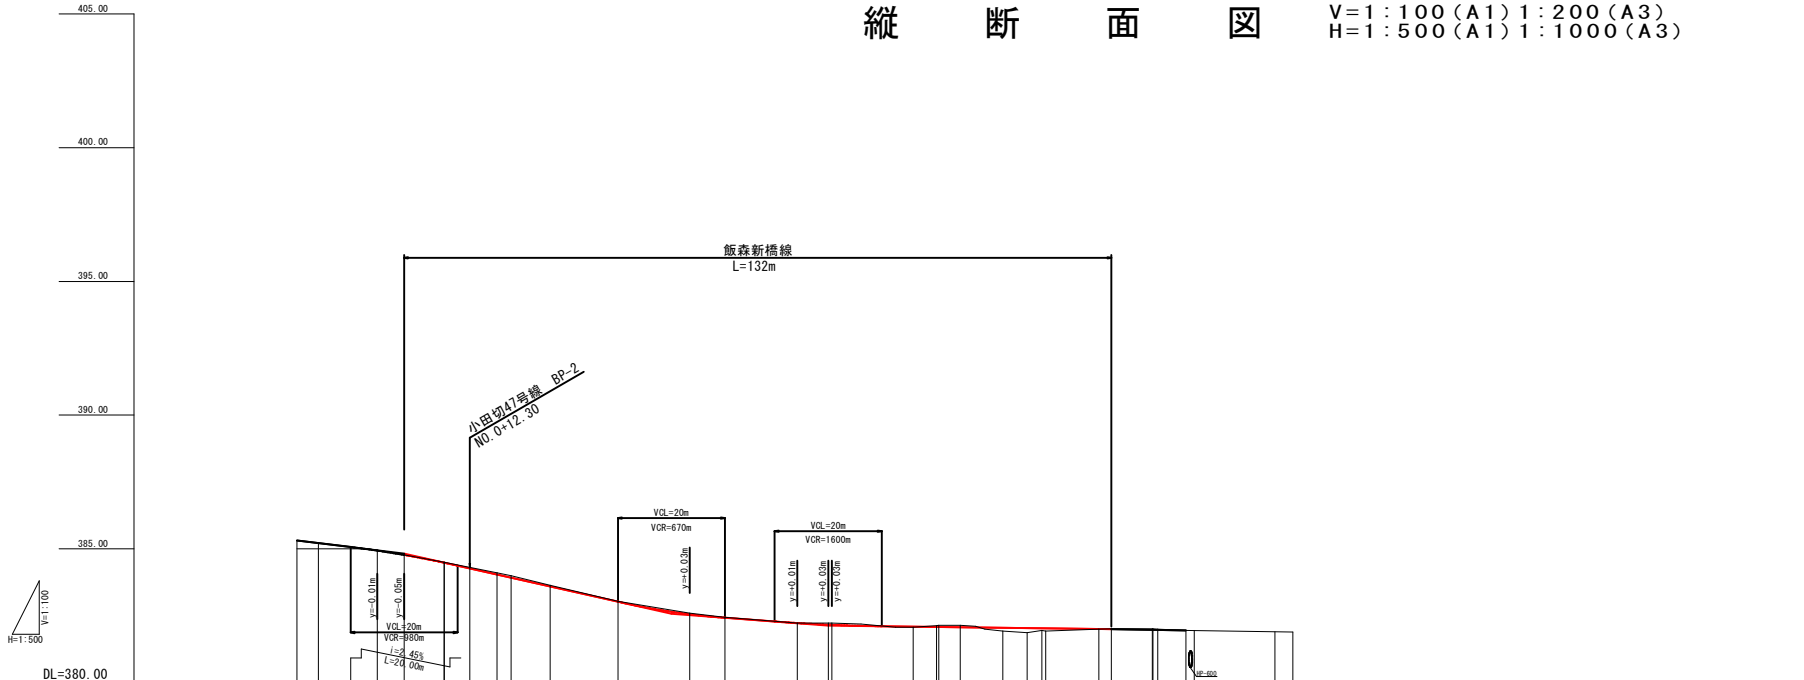 縦断面図
V=1:100(A1)1:200(A3)
H=1:500(A1)1:1000(A3)
405.00
400.00
395.00
390.00
385.00
DL=380.00
V=1:100
H=1:500
飯森新橋線
L=132m
小田切47号線 BP-2
NO.0+12.30
VCL=20m
VCR=670m
y=+0.03m
VCL=20m
VCR=1600m
y=+0.01m
y=+0.03m
y=+0.03m
y=-0.01m
y=-0.05m
VCL=20m
VCR=980m
i=2.45%
L=20.00m
HP-600